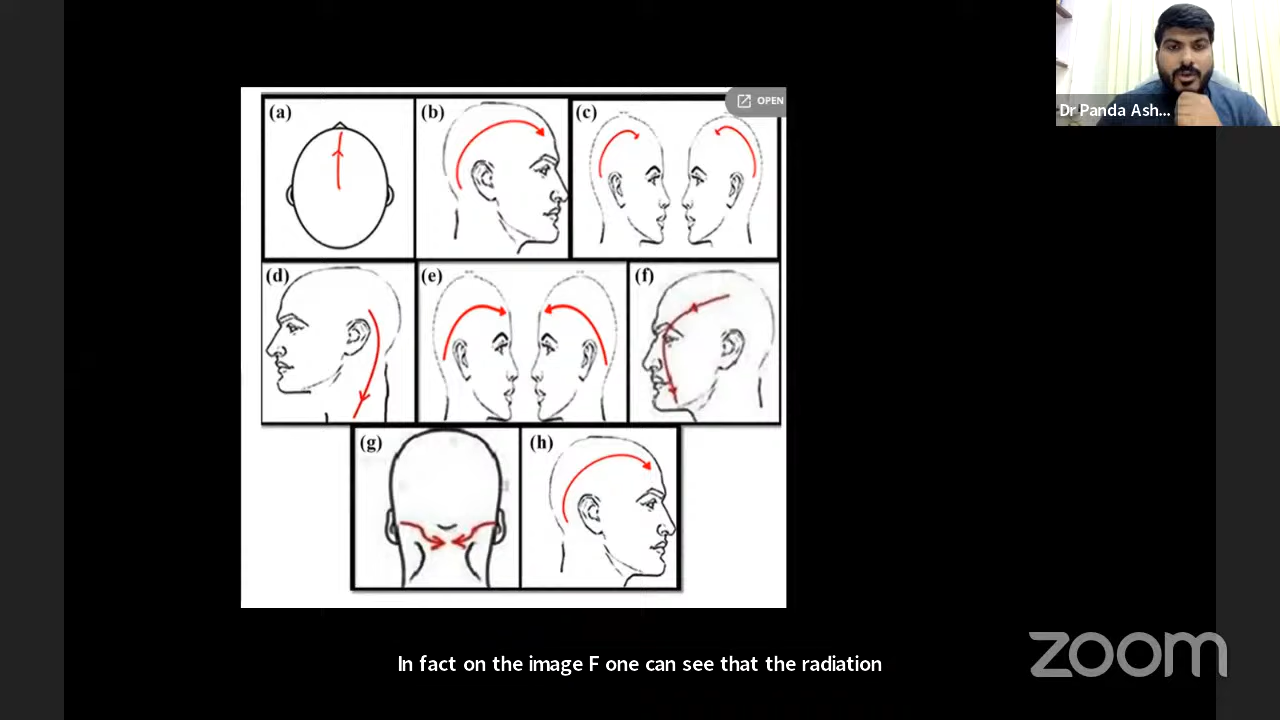 (a)
(b)
(c)
OPEN
Dr Panda Ash...
(d)
(e)
(f)
(g)
(h)
In fact on the image F one can see that the radiation
zoom